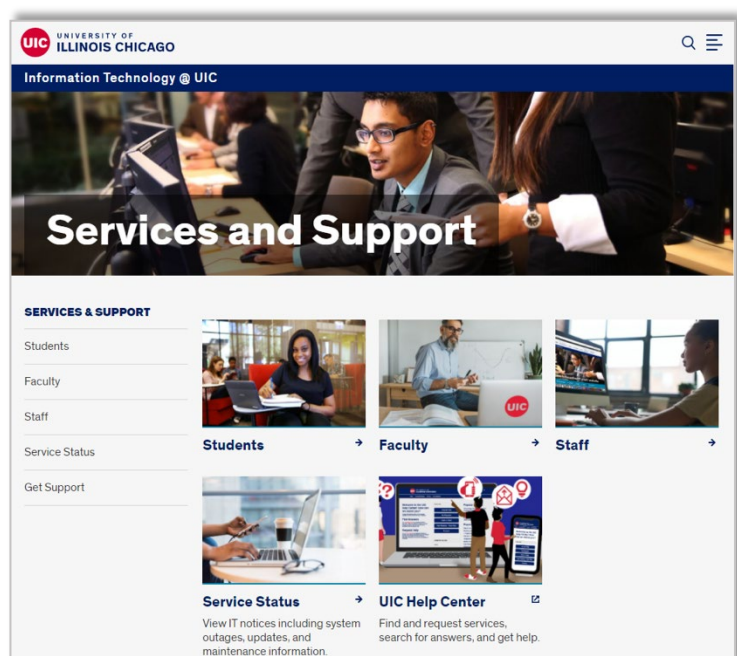 UIC
UNIVERSITY OF
ILLINOIS CHICAGO
Information Technology @ UIC
Services and Support
SERVICES & SUPPORT
Students
Faculty
Staff
Service Status
Get Support
UIC
Students
Faculty
Staff
Service Status
View IT notices including system
outages, updates, and
maintenance information.
UIC Help Center
Find and request services,
search for answers, and get help.